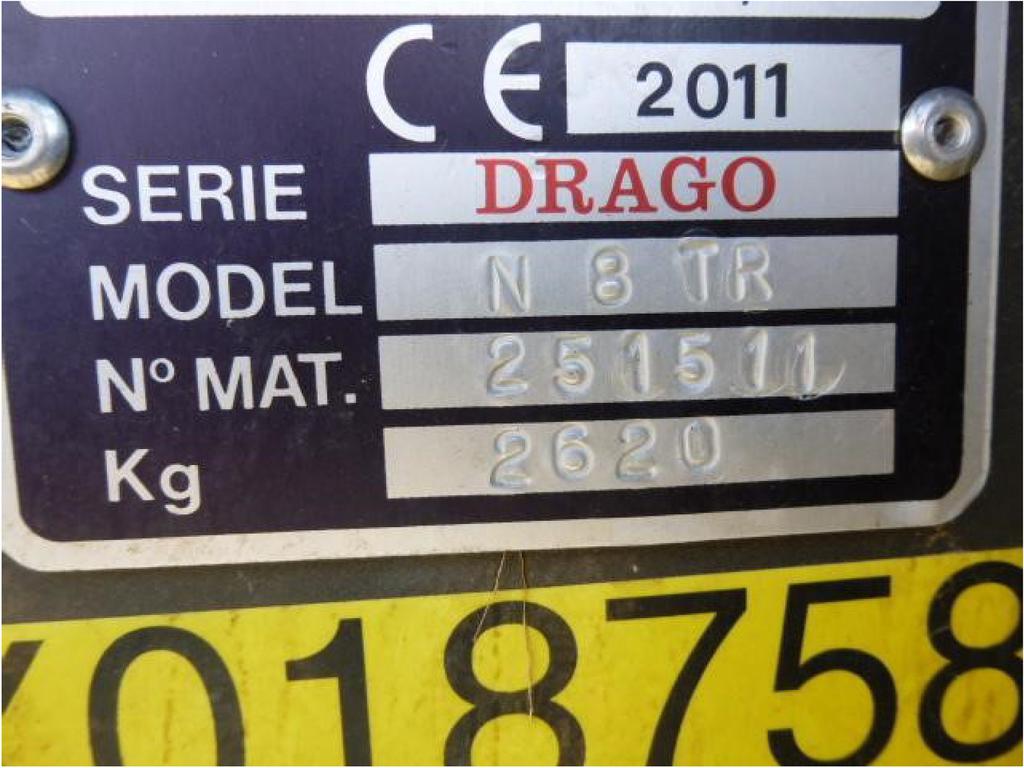 CE 2011
SERIE DRAGO
MODEL N 8 TR
Nº MAT. 251511
Kg 2620
018758